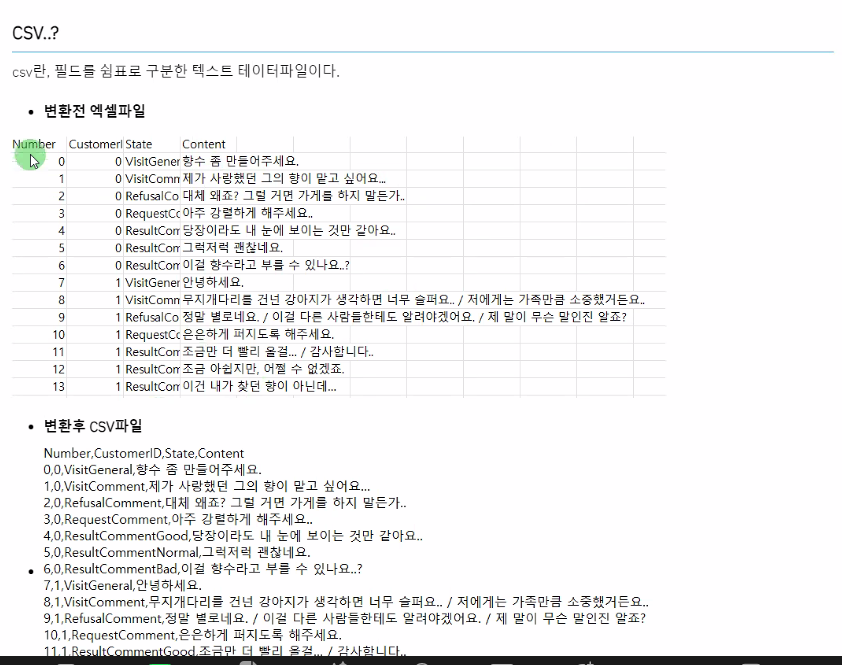 CSV..?
csv란, 필드를 쉼표로 구분한 텍스트 테이터파일이다.
변환전 엑셀파일
Number CustomerI State Content
0 0 VisitGener 향수 좀 만들어주세요.
1 0 VisitComm 제가 사랑했던 그의 향이 맡고 싶어요...
2 0 RefusalCo 대체 왜죠? 그럴 거면 가게를 하지 말든가..
3 0 RequestCo 아주 강렬하게 해주세요..
4 0 ResultCom 당장이라도 내 눈에 보이는 것만 같아요..
5 0 ResultCom 그럭저럭 괜찮네요.
6 0 ResultCom 이걸 향수라고 부를 수 있나요..?
7 1 VisitGener 안녕하세요.
8 1 VisitComm 무지개다리를 건넌 강아지가 생각하면 너무 슬퍼요.. / 저에게는 가족만큼 소중했거든요..
9 1 RefusalCo 정말 별로네요. / 이걸 다른 사람들한테도 알려야겠어요. / 제 말이 무슨 말인진 알죠?
10 1 RequestCo 은은하게 퍼지도록 해주세요.
11 1 ResultCom 조금만 더 빨리 올걸... / 감사합니다..
12 1 ResultCom 조금 아쉽지만, 어쩔 수 없겠죠.
13 1 ResultCom 이건 내가 찾던 향이 아닌데...
변환후 CSV파일
Number,CustomerID,State,Content
0,0,VisitGeneral,향수 좀 만들어주세요.
1,0,VisitComment,제가 사랑했던 그의 향이 맡고 싶어요...
2,0,RefusalComment,대체 왜죠? 그럴 거면 가게를 하지 말든가..
3,0,RequestComment,아주 강렬하게 해주세요..
4,0,ResultCommentGood,당장이라도 내 눈에 보이는 것만 같아요..
5,0,ResultCommentNormal,그럭저럭 괜찮네요.
6,0,ResultCommentBad,이걸 향수라고 부를 수 있나요..?
7,1,VisitGeneral,안녕하세요.
8,1,VisitComment,무지개다리를 건넌 강아지가 생각하면 너무 슬퍼요.. / 저에게는 가족만큼 소중했거든요..
9,1,RefusalComment,정말 별로네요. / 이걸 다른 사람들한테도 알려야겠어요. / 제 말이 무슨 말인진 알죠?
10,1,RequestComment,은은하게 퍼지도록 해주세요.
11,1,ResultCommentGood,조금만 더 빨리 올걸... / 감사합니다..